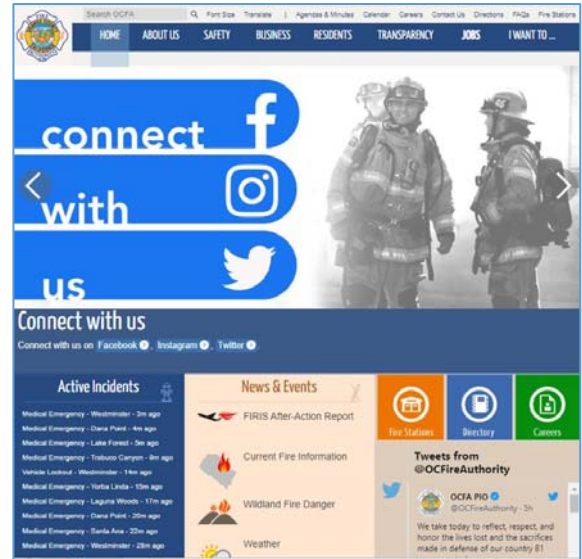 Search OCFA
Font Size Translate | Agendas & Minutes Calendar Careers Contact Us Directions FAQs Fire Stations
HOME ABOUT US SAFETY BUSINESS RESIDENTS TRANSPARENCY JOBS I WANT TO ...
connect
with
us
Connect with us
Connect with us on Facebook, Instagram, Twitter.
Active Incidents
Medical Emergency - Westminster - 3m ago
Medical Emergency - Dana Point - 4m ago
Medical Emergency - Lake Forest - 5m ago
Medical Emergency - Trabuco Canyon - 9m ago
Vehicle Lockout - Westminster - 14m ago
Medical Emergency - Yorba Linda - 15m ago
Medical Emergency - Laguna Woods - 17m ago
Medical Emergency - Dana Point - 20m ago
Medical Emergency - Santa Ana - 22m ago
Medical Emergency - Westminster - 28m ago
News & Events
FIRIS After-Action Report
Current Fire Information
Wildland Fire Danger
Weather
Fire Stations
Directory
Careers
Tweets from
@OCFireAuthority
OCFA PIO
@OCFireAuthority · 5h
We take today to reflect, respect, and
honor the lives lost and the sacrifices
made in defense of our country 81